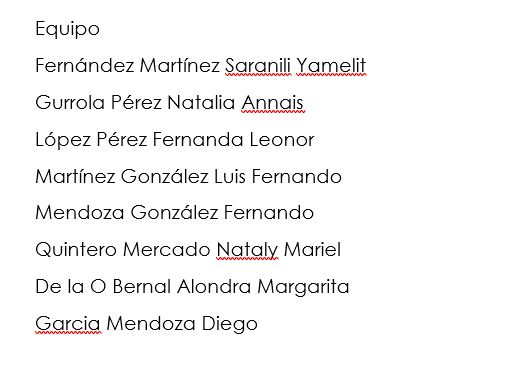 Equipo
Fernández Martínez Saranili Yamelit
Gurrola Pérez Natalia Annais
López Pérez Fernanda Leonor
Martínez González Luis Fernando
Mendoza González Fernando
Quintero Mercado Nataly Mariel
De la O Bernal Alondra Margarita
Garcia Mendoza Diego